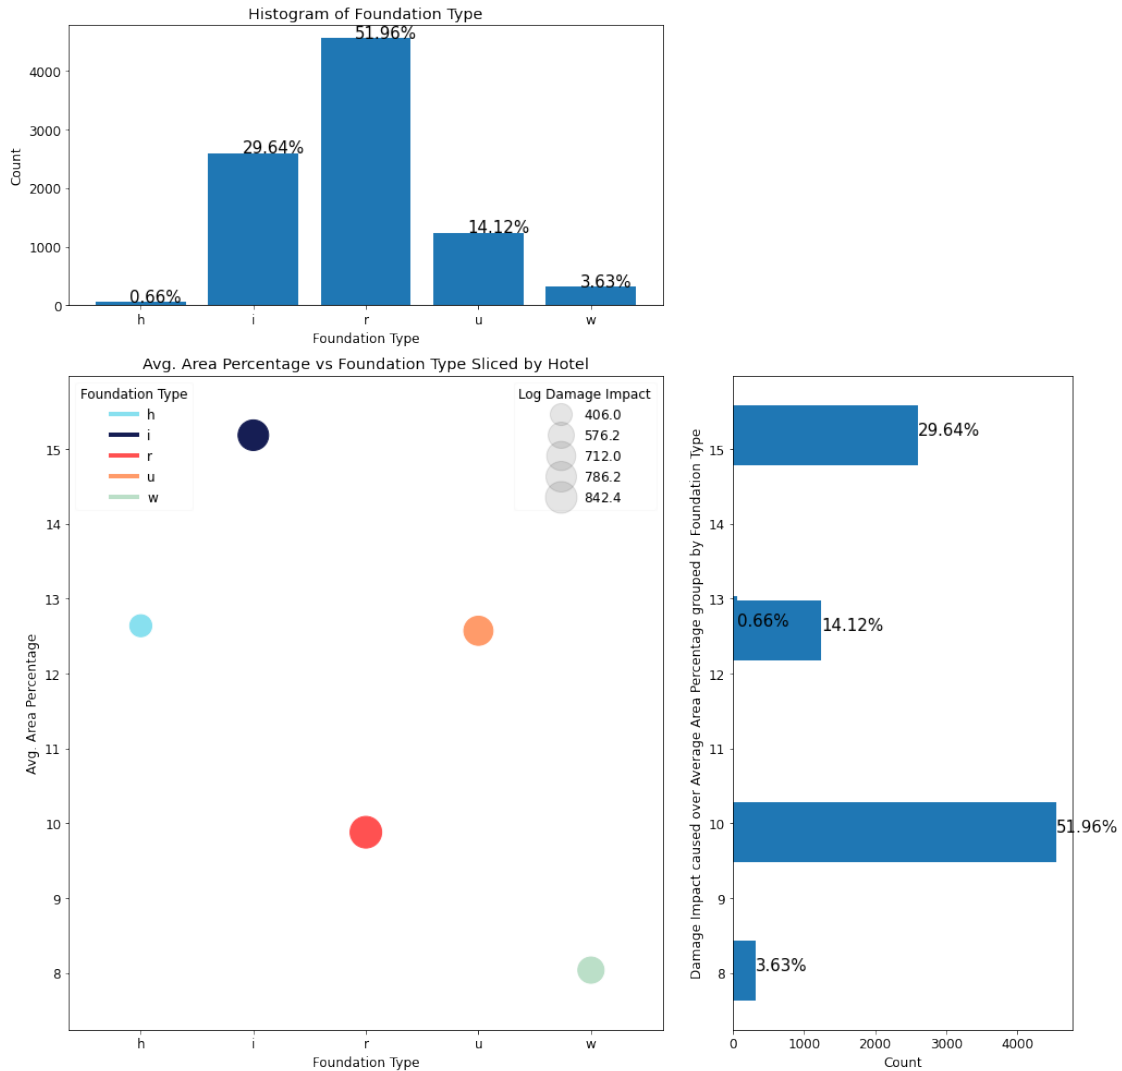 Histogram of Foundation Type
51.96%
4000
3000
29.64%
Count
2000
14.12%
1000
3.63%
0.66%
0
h i r u w
Foundation Type
Avg. Area Percentage vs Foundation Type Sliced by Hotel
Foundation Type
h
i
r
u
w
Log Damage Impact
406.0
576.2
712.0
786.2
842.4
15
14
13
12
11
10
9
8
Avg. Area Percentage
h i r u w
Foundation Type
Damage Impact caused over Average Area Percentage grouped by Foundation Type
15
14
13
12
11
10
9
8
29.64%
0.66%
14.12%
51.96%
3.63%
0 1000 2000 3000 4000
Count